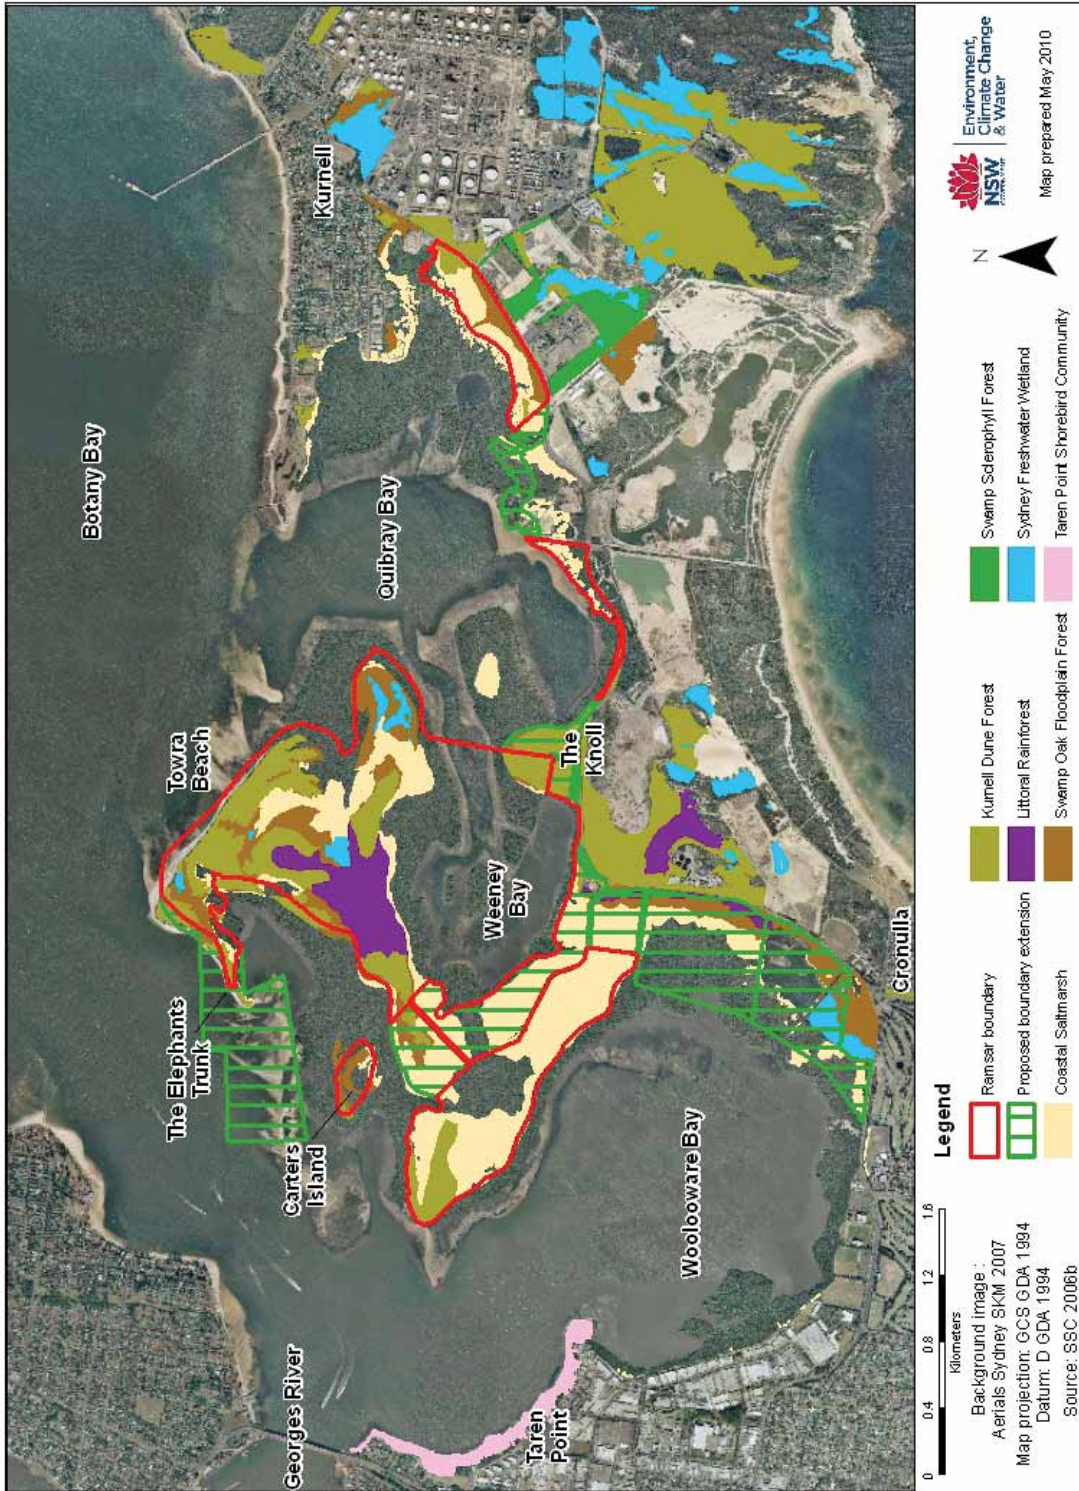 Botany Bay
Kurnell
Towra
Beach
Quibray Bay
The Elephants
Trunk
Carters
Island
Weeney
Bay
The
Knoll
Georges River
Taren
Point
Woolooware Bay
Cronulla
Legend
Ramsar boundary
Proposed boundary extension
Coastal Saltmarsh
Kurnell Dune Forest
Littoral Rainforest
Swamp Oak Floodplain Forest
Swamp Sclerophyll Forest
Sydney Freshwater Wetland
Taren Point Shorebird Community
0 0.4 0.8 1.2 1.6
Kilometers
Background image :
Aerials Sydney SKM 2007
Map projection: GCS GDA 1994
Datum: D GDA 1994
Source: SSC 2006b
N
NSW
GOVERNMENT
Environment,
Climate Change
& Water
Map prepared May 2010